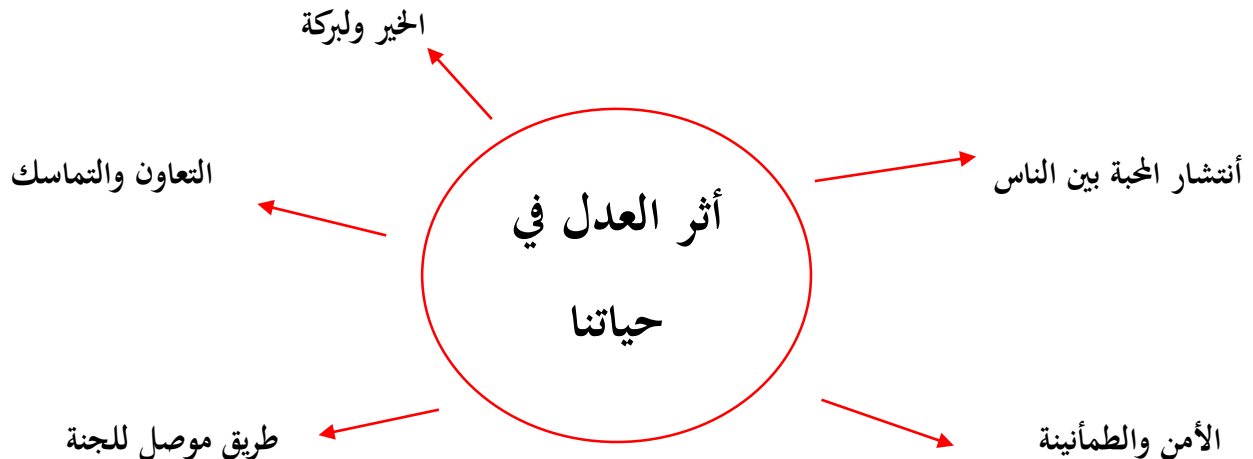 الخير ولبركة
أنتشار المحبة بين الناس
التعاون والتماسك
أثر العدل في
حياتنا
الأمن والطمأنينة
طريق موصل للجنة